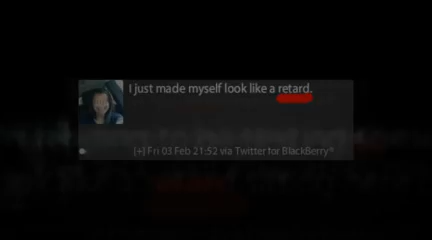 I just made myself look like a retard.
[+] Fri 03 Feb 21:52 via Twitter for BlackBerry®